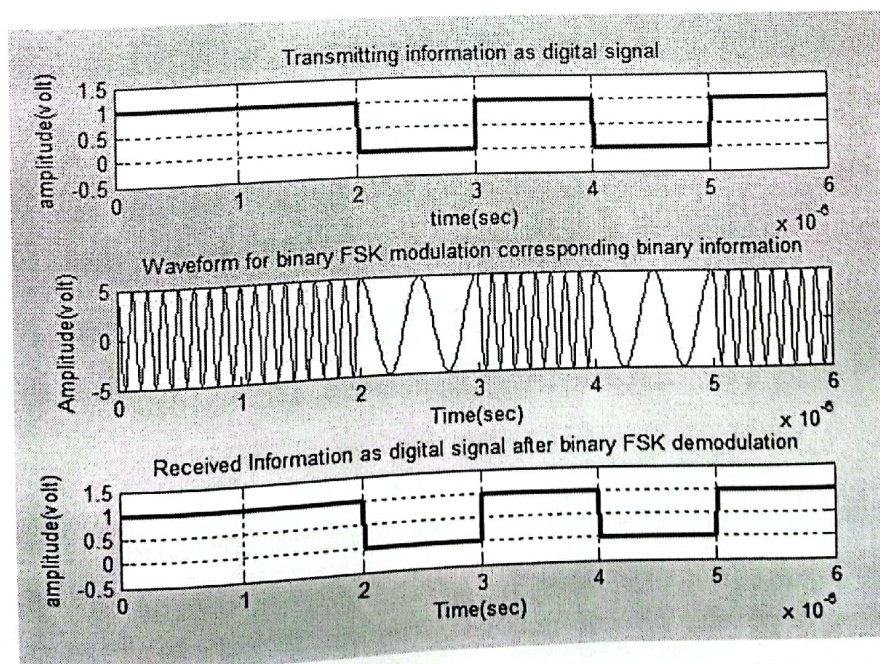 Transmitting information as digital signal
amplitude(volt)
1.5
1
0.5
0
-0.5
0 1 2 3 4 5 6
time(sec)
x 10⁻⁶
Waveform for binary FSK modulation corresponding binary information
Amplitude(volt)
5
0
-5
0 1 2 3 4 5 6
Time(sec)
x 10⁻⁶
Received Information as digital signal after binary FSK demodulation
amplitude(volt)
1.5
1
0.5
0
-0.5
0 1 2 3 4 5 6
Time(sec)
x 10⁻⁶